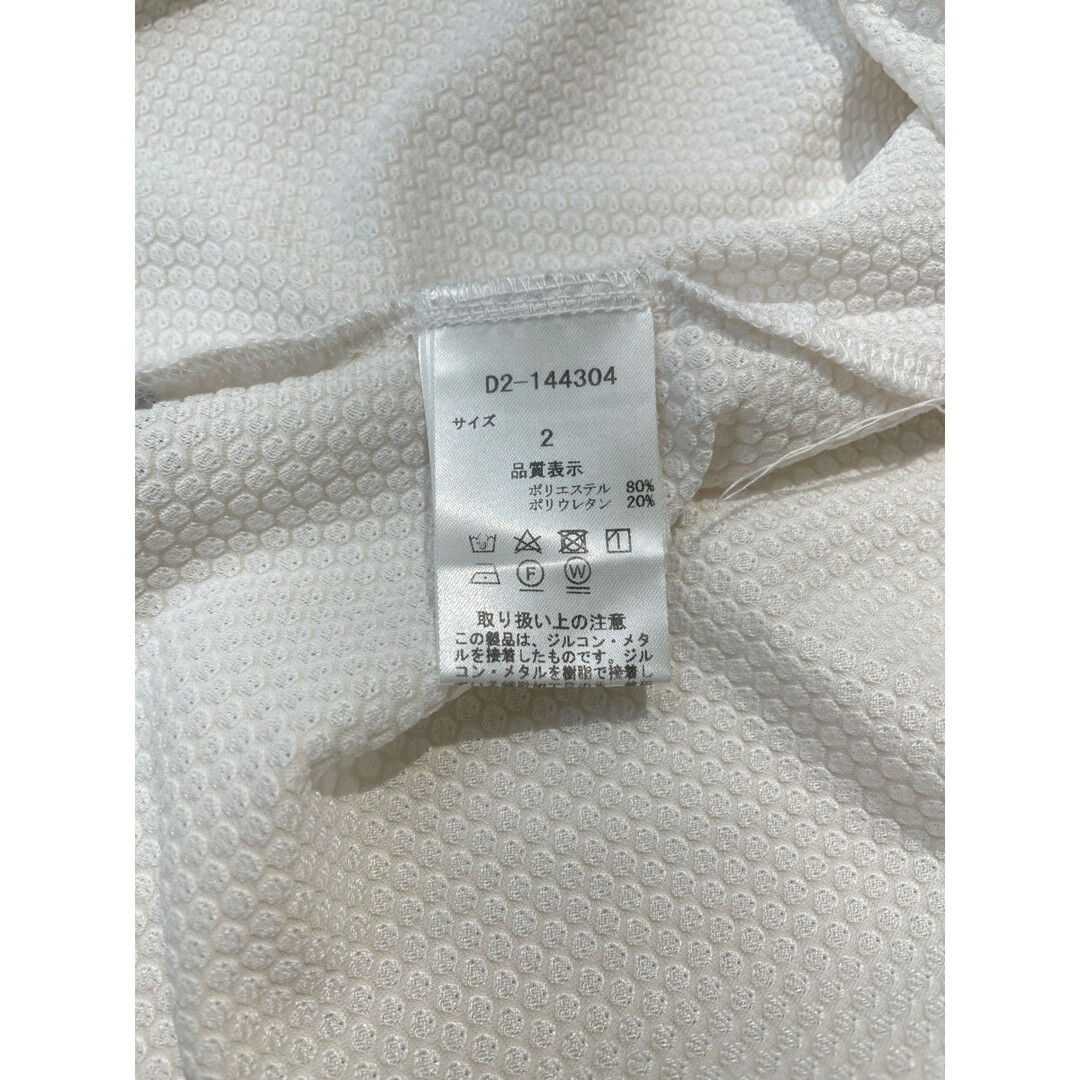 D2-144304
サイズ
2
品質表示
ポリエステル 80%
ポリウレタン 20%
F W
取り扱い上の注意
この製品は、ジルコン・メタ
ルを接着したものです。ジル
コン・メタルを樹脂で接着し